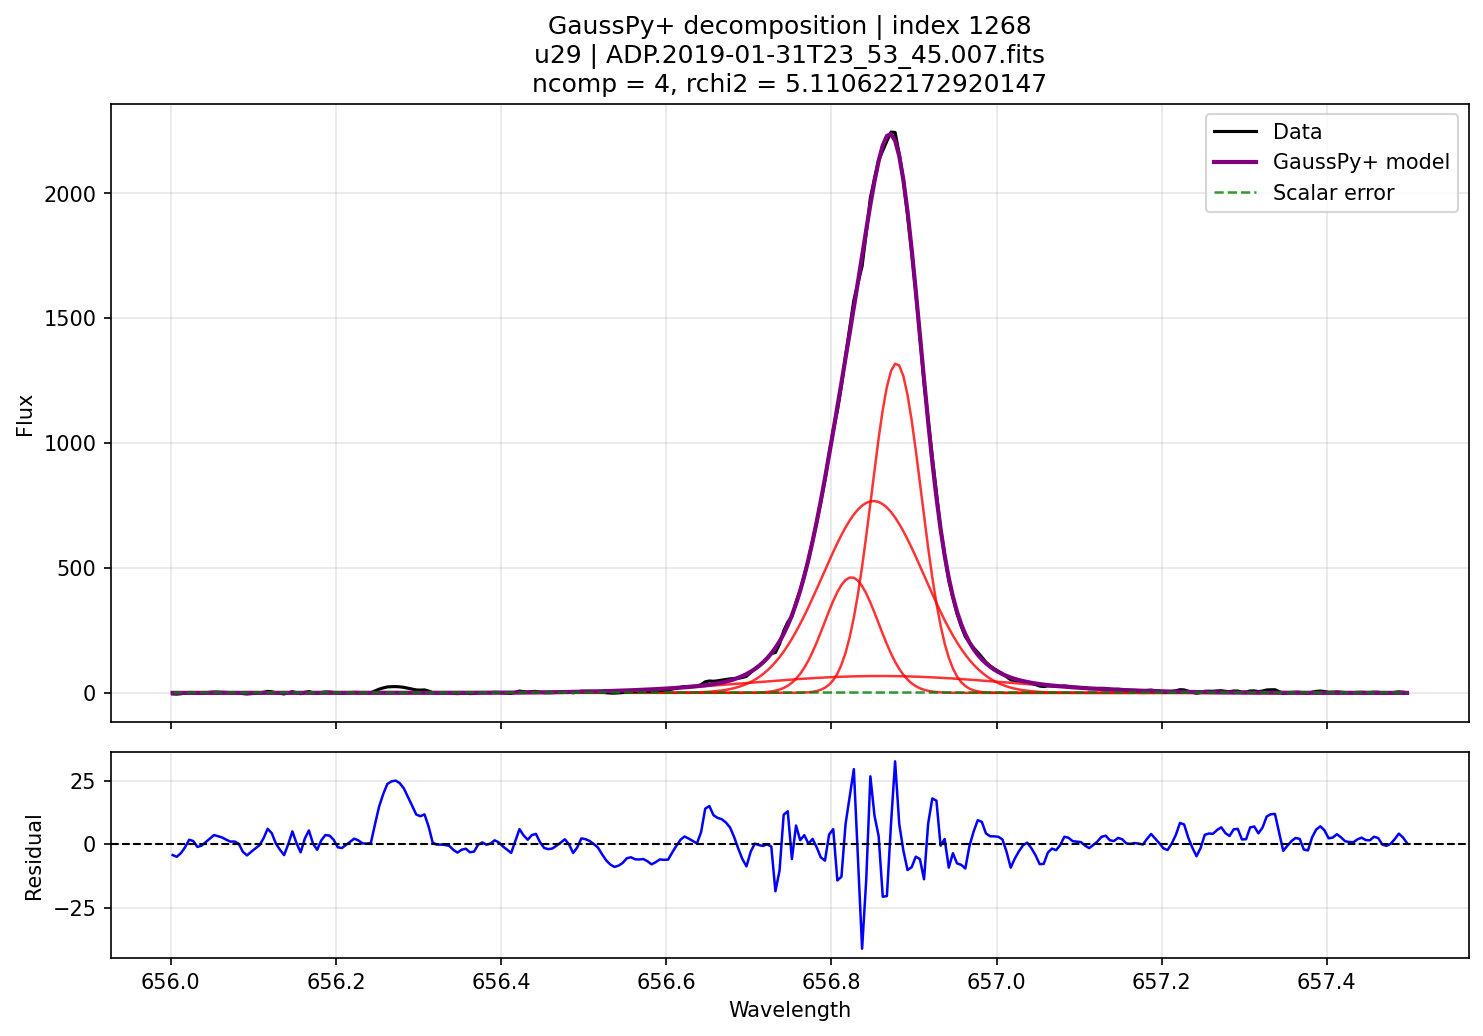 GaussPy+ decomposition | index 1268
u29 | ADP.2019-01-31T23_53_45.007.fits
ncomp = 4, rchi2 = 5.110622172920147
Data
GaussPy+ model
Scalar error
Flux
2000
1500
1000
500
0
Residual
25
0
−25
656.0 656.2 656.4 656.6 656.8 657.0 657.2 657.4
Wavelength